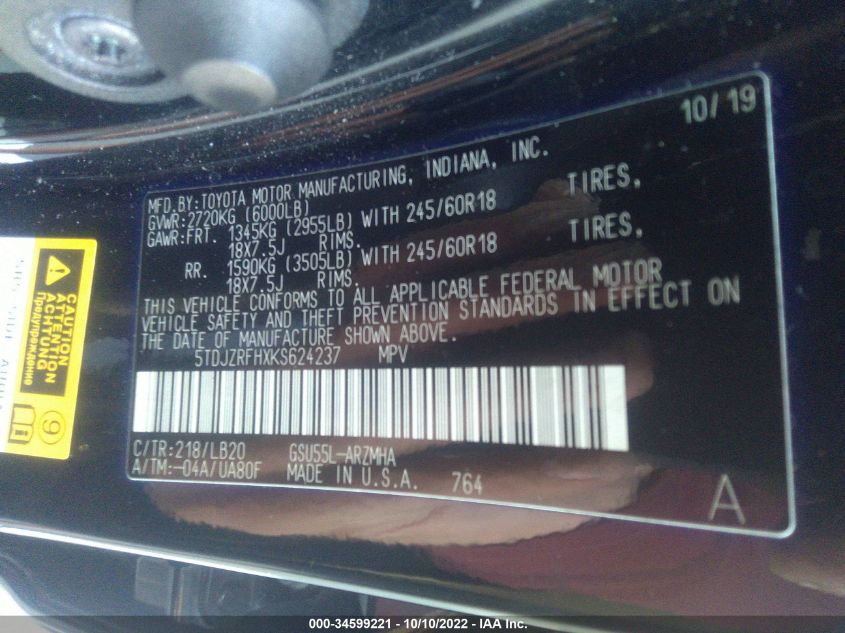 10/19
MFD.BY:TOYOTA MOTOR MANUFACTURING, INDIANA, INC.
GVWR:2720KG (6000LB)
GAWR:FRT. 1345KG (2955LB) WITH 245/60R18 TIRES,
18X7.5J RIMS.
RR. 1590KG (3505LB) WITH 245/60R18 TIRES,
18X7.5J RIMS.
THIS VEHICLE CONFORMS TO ALL APPLICABLE FEDERAL MOTOR
VEHICLE SAFETY AND THEFT PREVENTION STANDARDS IN EFFECT ON
THE DATE OF MANUFACTURE SHOWN ABOVE.
5TDJZRFHXKS624237 MPV
C/TR:218/LB20 GSU55L-ARZMHA
A/TM:-04A/UA80F MADE IN U.S.A. 764
A
CAUTION
ATTENTION
ACHTUNG
Предупреждение
9
000-34599221 - 10/10/2022 - IAA Inc.